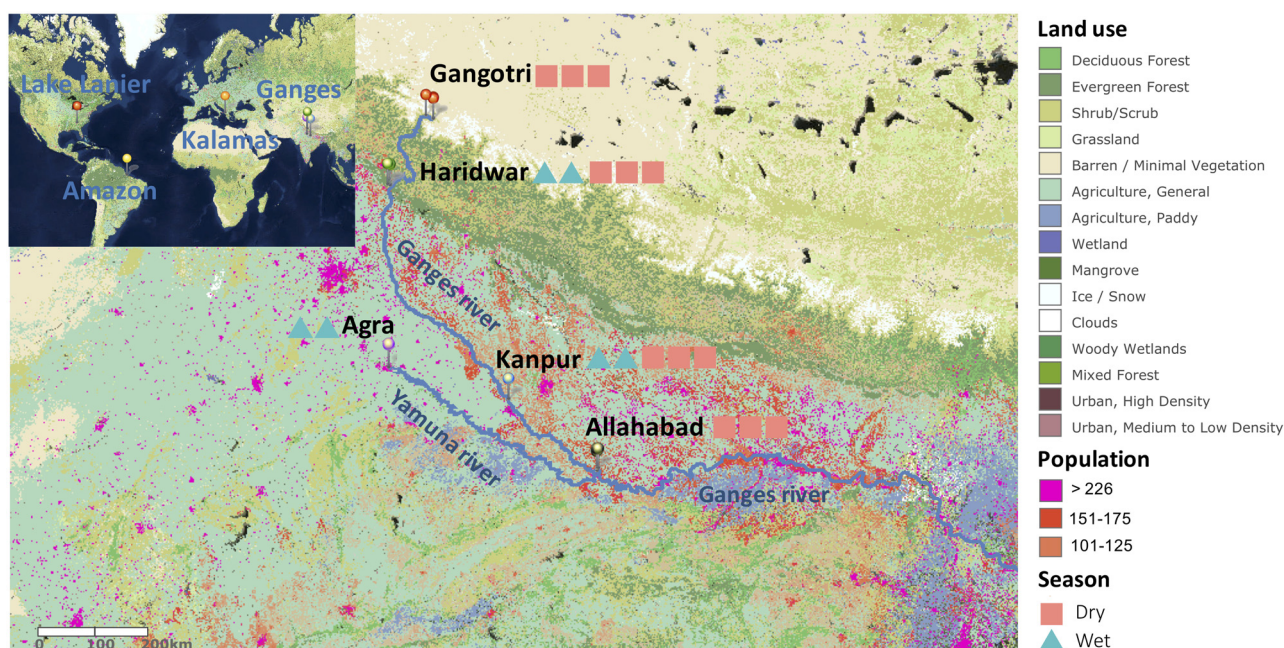 Lake Lanier
Ganges
Kalamas
Amazon
Gangotri
Haridwar
Ganges river
Agra
Kanpur
Yamuna river
Allahabad
Ganges river
0 100 200km
Land use
Deciduous Forest
Evergreen Forest
Shrub/Scrub
Grassland
Barren / Minimal Vegetation
Agriculture, General
Agriculture, Paddy
Wetland
Mangrove
Ice / Snow
Clouds
Woody Wetlands
Mixed Forest
Urban, High Density
Urban, Medium to Low Density
Population
> 226
151-175
101-125
Season
Dry
Wet